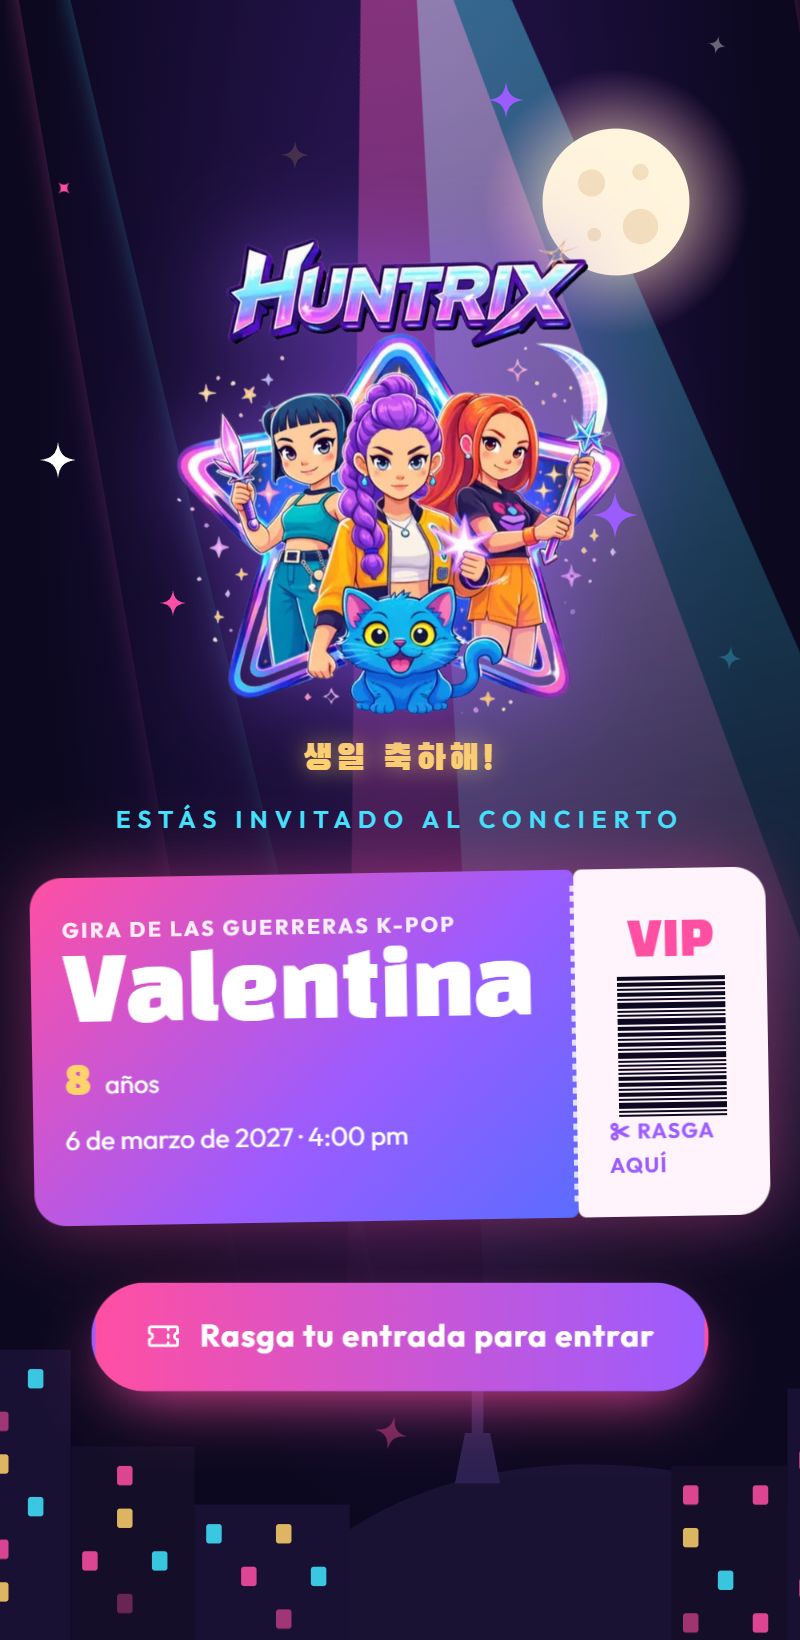 HUNTRIX
생일 축하해!
ESTÁS INVITADO AL CONCIERTO
GIRA DE LAS GUERRERAS K-POP
Valentina
8 años
6 de marzo de 2027 · 4:00 pm
VIP
RASGA
AQUÍ
Rasga tu entrada para entrar